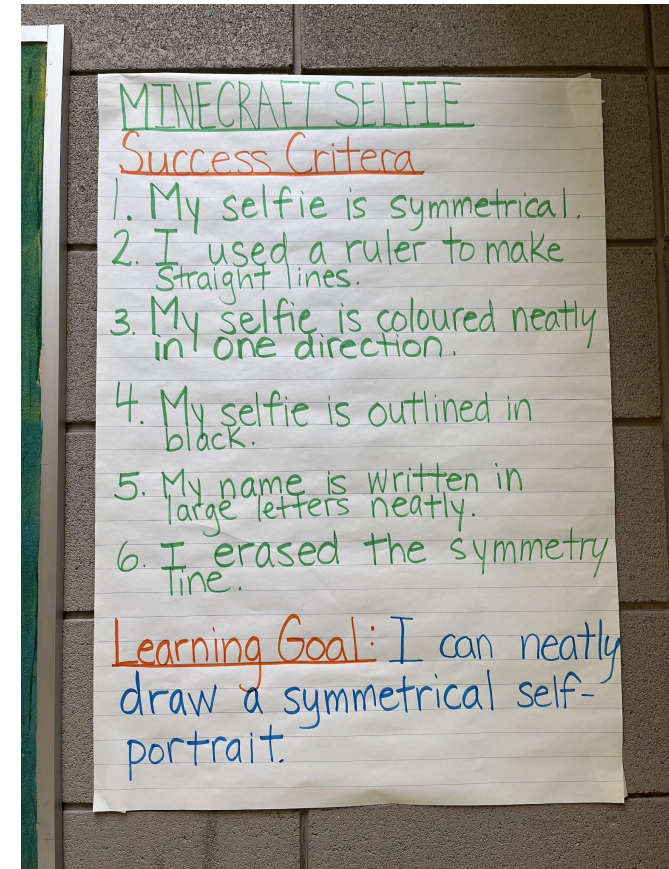 MINECRAFT SELFIE
Success Critera
1. My selfie is symmetrical.
2. I used a ruler to make
straight lines.
3. My selfie is coloured neatly
in one direction.
4. My selfie is outlined in
black.
5. My name is written in
large letters neatly.
6. I erased the symmetry
line.
Learning Goal: I can neatly
draw a symmetrical self-
portrait.